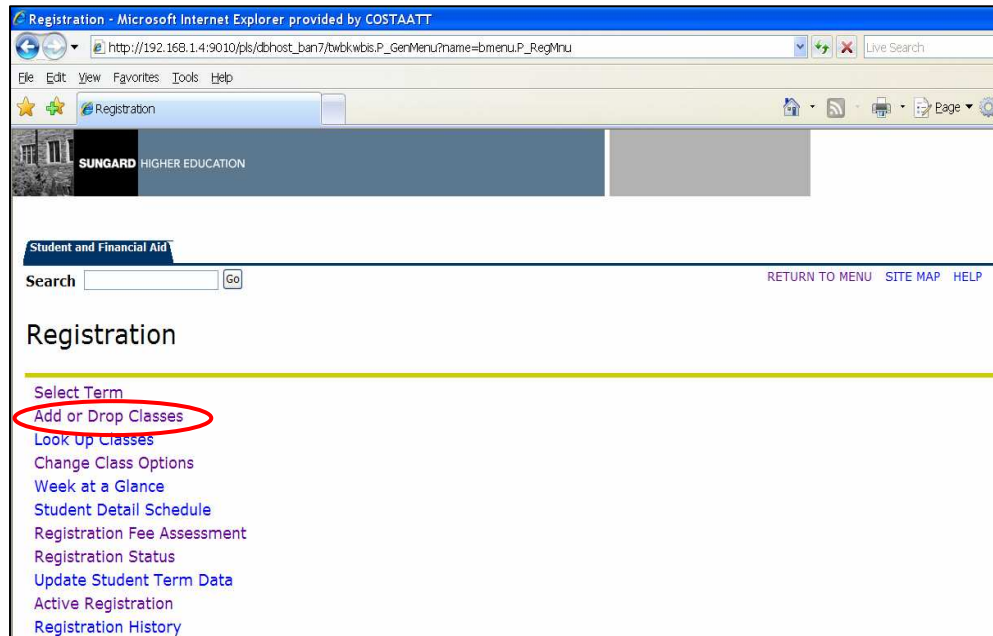 Registration - Microsoft Internet Explorer provided by COSTAATT
http://192.168.1.4:9010/pls/dbhost_ban7/twbkwbis.P_GenMenu?name=bmenu.P_RegMnu
Live Search
File Edit View Favorites Tools Help
Registration
Page
SUNGARD HIGHER EDUCATION
Student and Financial Aid
Search Go
RETURN TO MENU SITE MAP HELP
Registration
Select Term
Add or Drop Classes
Look Up Classes
Change Class Options
Week at a Glance
Student Detail Schedule
Registration Fee Assessment
Registration Status
Update Student Term Data
Active Registration
Registration History